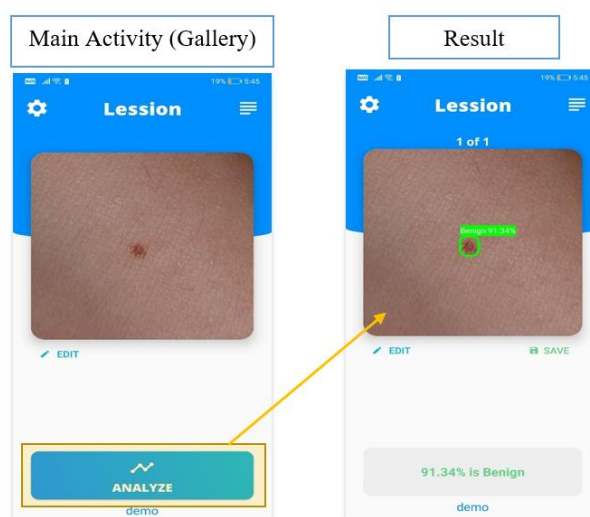 Main Activity (Gallery)
19% 5:45
Lession
EDIT
ANALYZE
demo
Result
19% 5:45
Lession
1 of 1
Benign 91.34%
EDIT
SAVE
91.34% is Benign
demo